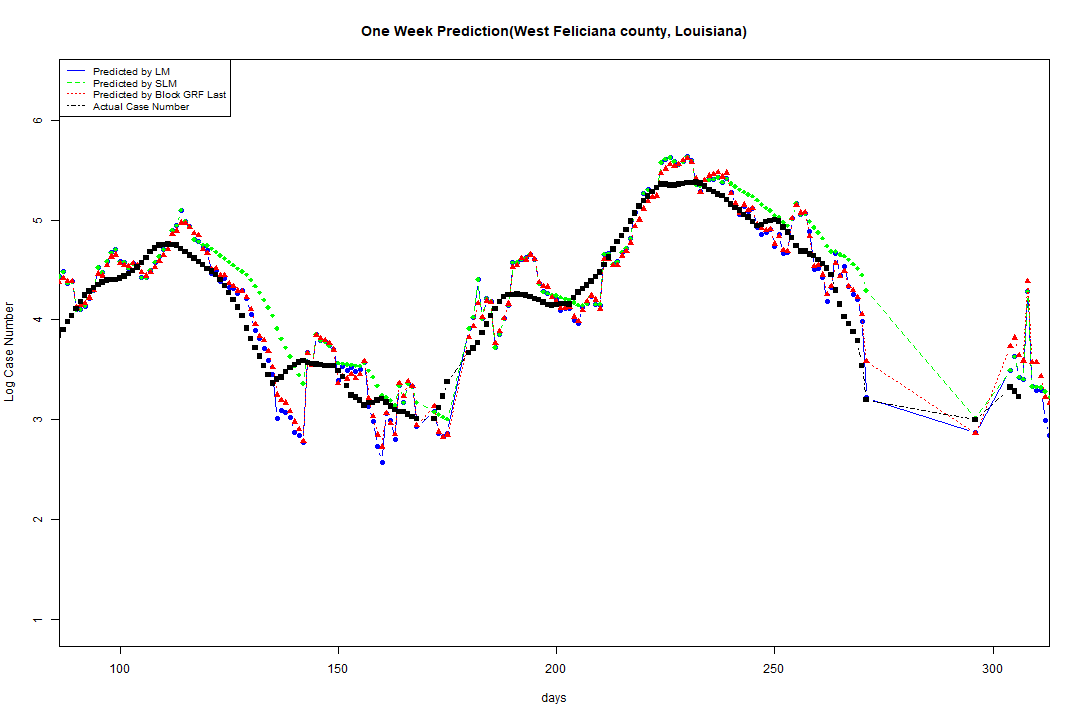 One Week Prediction(West Feliciana county, Louisiana)
Predicted by LM
Predicted by SLM
Predicted by Block GRF Last
Actual Case Number
Log Case Number
6
5
4
3
2
1
100 150 200 250 300
days